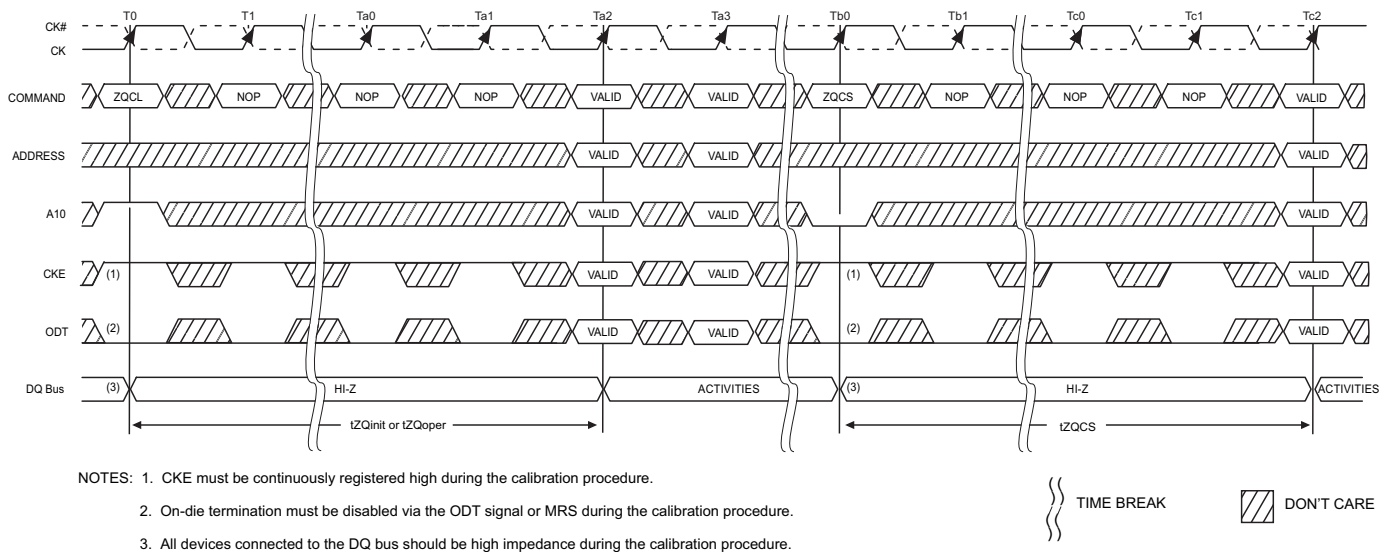 T0 T1 Ta0 Ta1 Ta2 Ta3 Tb0 Tb1 Tc0 Tc1 Tc2
CK#
CK
COMMAND ZQCL NOP NOP NOP VALID VALID ZQCS NOP NOP NOP VALID
ADDRESS VALID VALID VALID
A10 VALID VALID VALID
CKE (1) VALID VALID (1) VALID
ODT (2) VALID VALID (2) VALID
DQ Bus (3) HI-Z ACTIVITIES (3) HI-Z ACTIVITIES
tZQinit or tZQoper tZQCS
NOTES: 1. CKE must be continuously registered high during the calibration procedure.
2. On-die termination must be disabled via the ODT signal or MRS during the calibration procedure.
3. All devices connected to the DQ bus should be high impedance during the calibration procedure.
TIME BREAK DON'T CARE